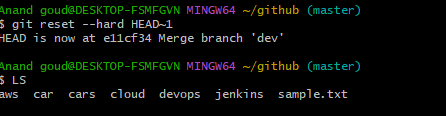 Anand goud@DESKTOP-FSMFGVN MINGW64 ~/github (master)
$ git reset --hard HEAD~1
HEAD is now at e11cf34 Merge branch 'dev'
Anand goud@DESKTOP-FSMFGVN MINGW64 ~/github (master)
$ LS
aws car cars cloud devops jenkins sample.txt